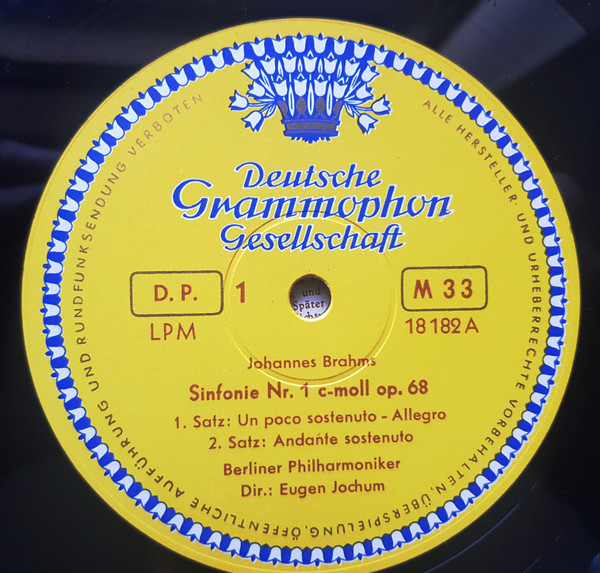 Deutsche
Grammophon
Gesellschaft
D. P.
1
M 33
LPM
18182 A
und
Später
Johannes Brahms
Sinfonie Nr. 1 c-moll op. 68
1. Satz: Un poco sostenuto - Allegro
2. Satz: Andante sostenuto
Berliner Philharmoniker
Dir.: Eugen Jochum
ALLE HERSTELLER- UND URHEBERRECHTE VORBEHALTEN, ÜBERSPIELUNG, ÖFFENTLICHE AUFFÜHRUNG UND RUNDFUNKSENDUNG VERBOTEN